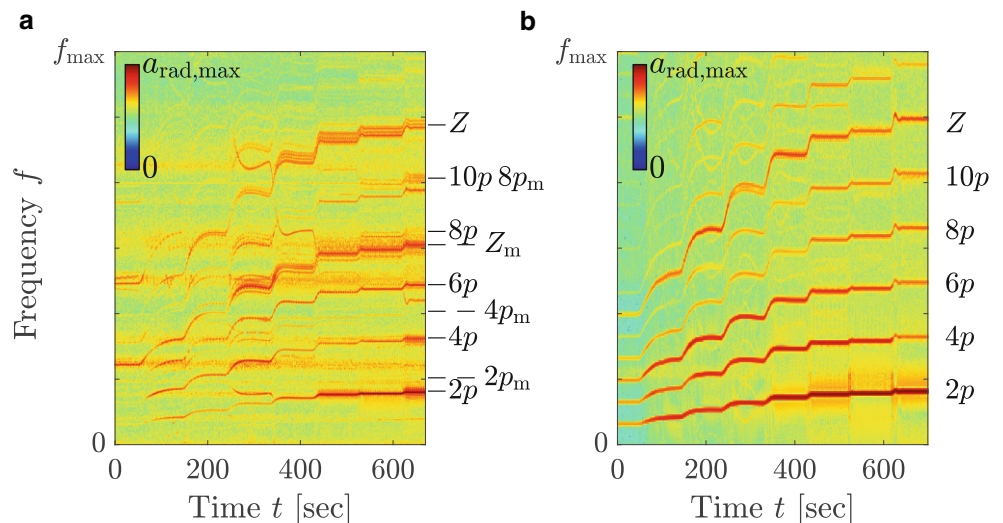 a
b
f_max
f_max
a_rad,max
a_rad,max
0
0
Z
10p 8p_m
8p
Z_m
6p
4p_m
4p
2p_m
2p
Z
10p
8p
6p
4p
2p
Frequency f
0
0
0 200 400 600
0 200 400 600
Time t [sec]
Time t [sec]